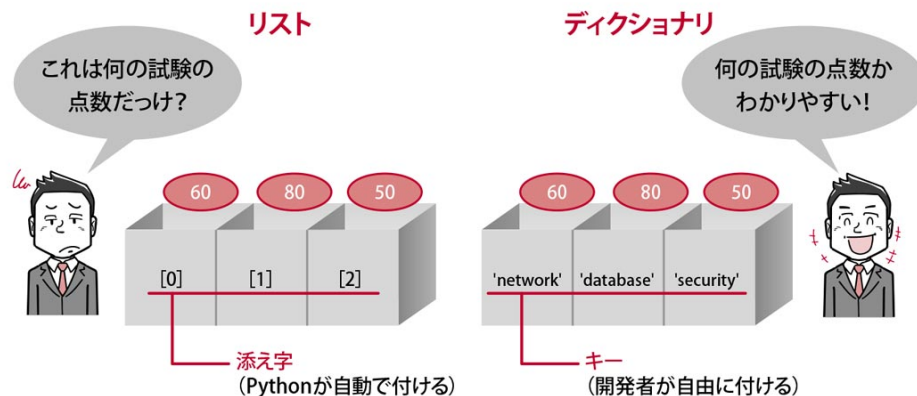 リスト
これは何の試験の
点数だっけ?
60 80 50
[0] [1] [2]
添え字
(Pythonが自動で付ける)
ディクショナリ
何の試験の点数か
わかりやすい!
60 80 50
'network' 'database' 'security'
キー
(開発者が自由に付ける)